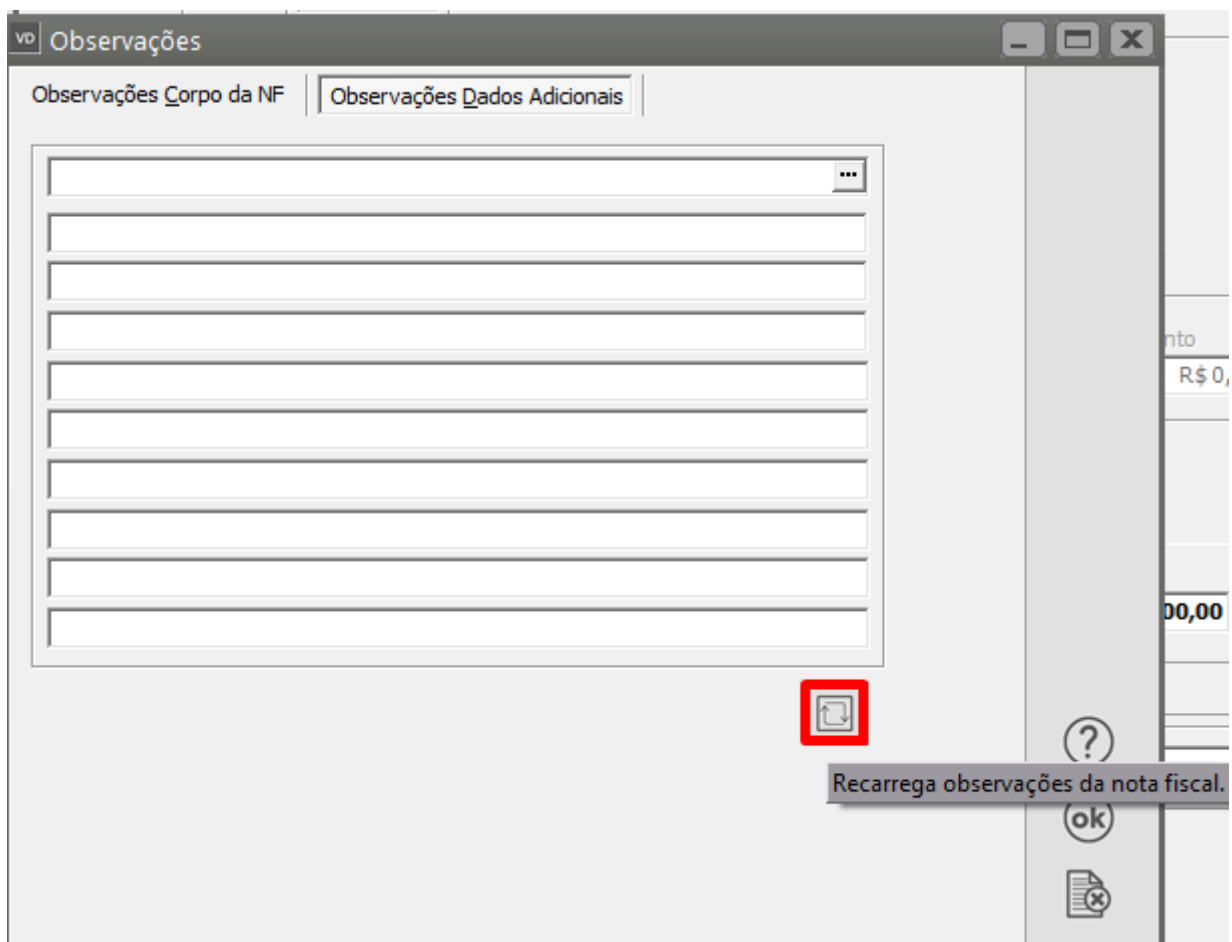 VD Observações
Observações Corpo da NF
Observações Dados Adicionais
...
nto
R$ 0,
00,00
?
Recarrega observações da nota fiscal.
ok